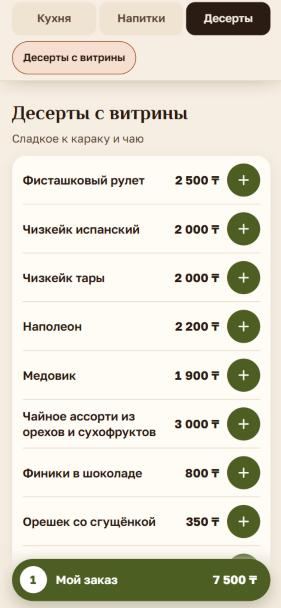 Кухня
Напитки
Десерты
Десерты с витрины
Десерты с витрины
Сладкое к караку и чаю
Фисташковый рулет 2 500 ₸
Чизкейк испанский 2 000 ₸
Чизкейк тары 2 000 ₸
Наполеон 2 200 ₸
Медовик 1 900 ₸
Чайное ассорти из
орехов и сухофруктов 3 000 ₸
Финики в шоколаде 800 ₸
Орешек со сгущёнкой 350 ₸
1 Мой заказ 7 500 ₸